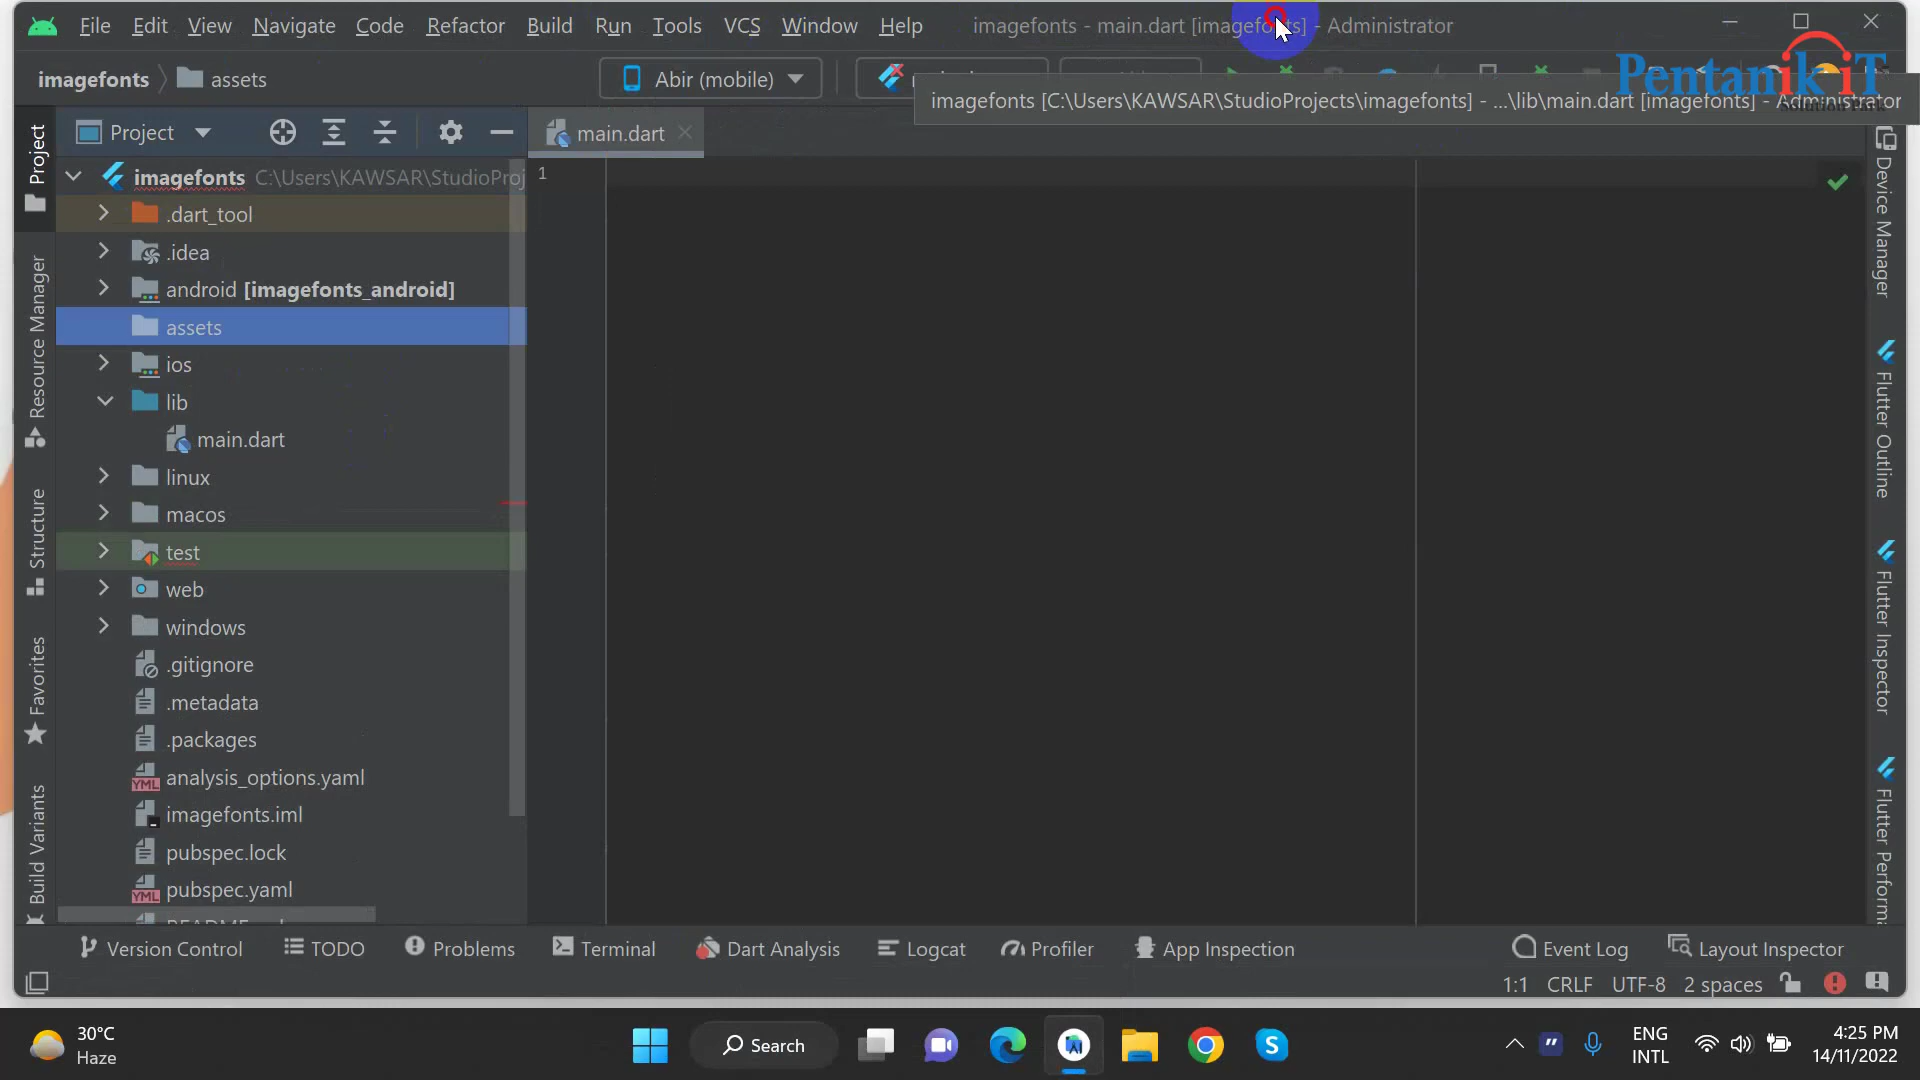 File Edit View Navigate Code Refactor Build Run Tools VCS Window Help imagefonts - main.dart [imagefonts] - Administrator
imagefonts assets Abir (mobile)
Pentanik iT
imagefonts [C:\Users\KAWSAR\StudioProjects\imagefonts] - ...\lib\main.dart [imagefonts] - Administrator
Project
main.dart
1
imagefonts C:\Users\KAWSAR\StudioProj
.dart_tool
.idea
android [imagefonts_android]
assets
ios
lib
main.dart
linux
macos
test
web
windows
.gitignore
.metadata
.packages
analysis_options.yaml
imagefonts.iml
pubspec.lock
pubspec.yaml
Project
Resource Manager
Structure
Favorites
Build Variants
Device Manager
Flutter Outline
Flutter Inspector
Flutter Performa
Version Control TODO Problems Terminal Dart Analysis Logcat Profiler App Inspection Event Log Layout Inspector
1:1 CRLF UTF-8 2 spaces
30°C
Haze
Search
ENG
INTL
4:25 PM
14/11/2022